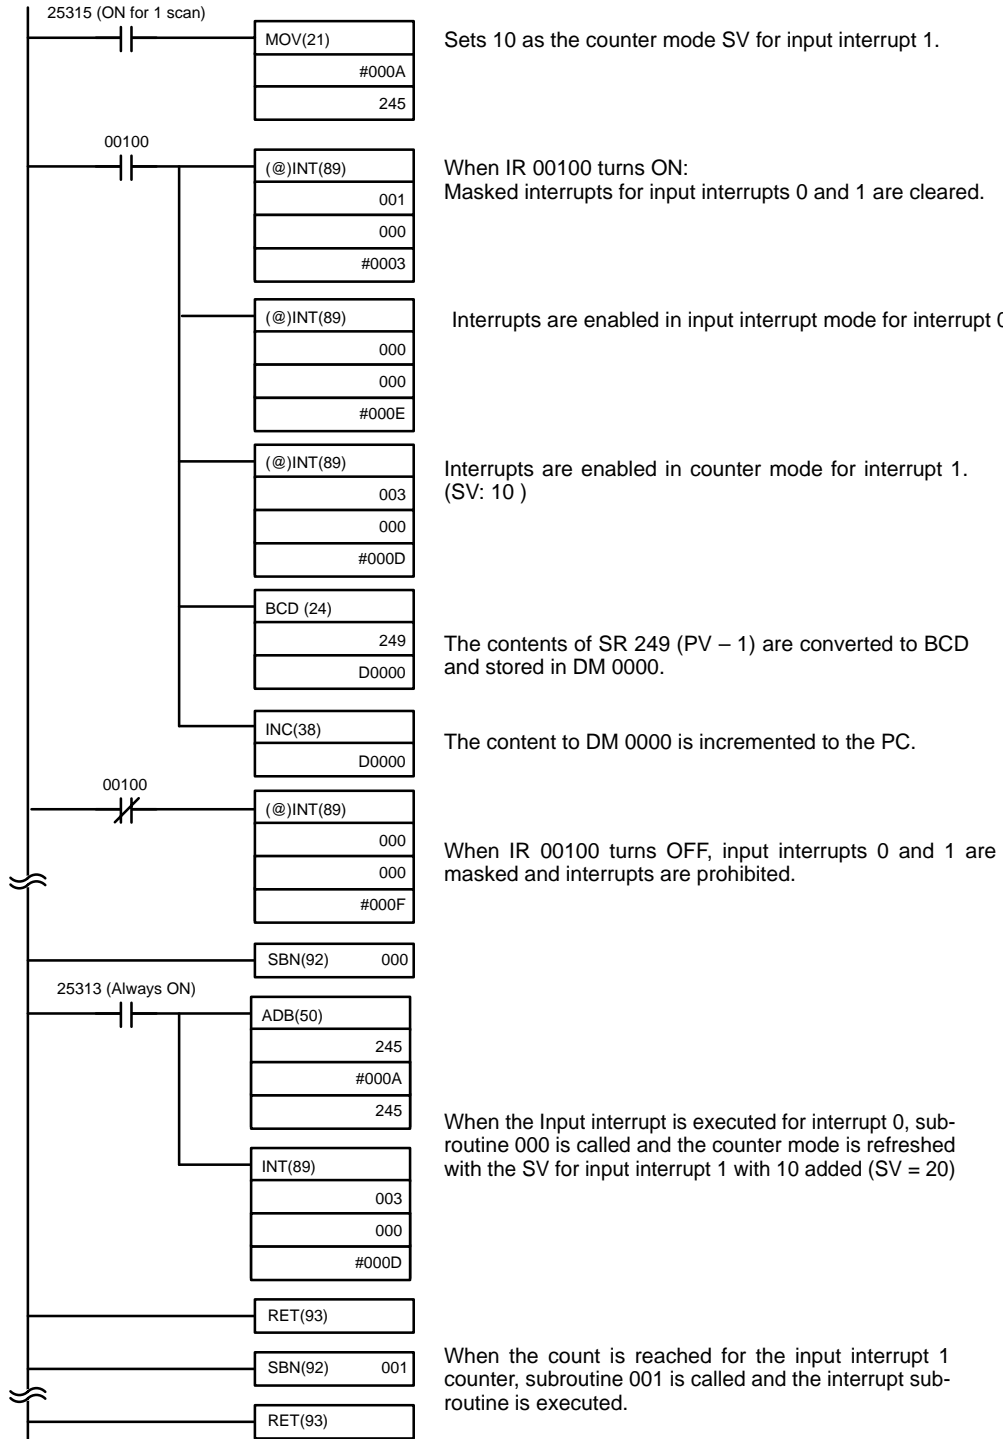 25315 (ON for 1 scan)
MOV(21)
#000A
245
Sets 10 as the counter mode SV for input interrupt 1.
00100
(@)INT(89)
001
000
#0003
When IR 00100 turns ON:
Masked interrupts for input interrupts 0 and 1 are cleared.
(@)INT(89)
000
000
#000E
Interrupts are enabled in input interrupt mode for interrupt 0
(@)INT(89)
003
000
#000D
Interrupts are enabled in counter mode for interrupt 1.
(SV: 10 )
BCD (24)
249
D0000
The contents of SR 249 (PV – 1) are converted to BCD
and stored in DM 0000.
INC(38)
D0000
The content to DM 0000 is incremented to the PC.
00100
(@)INT(89)
000
000
#000F
When IR 00100 turns OFF, input interrupts 0 and 1 are
masked and interrupts are prohibited.
SBN(92) 000
25313 (Always ON)
ADB(50)
245
#000A
245
INT(89)
003
000
#000D
When the Input interrupt is executed for interrupt 0, sub-
routine 000 is called and the counter mode is refreshed
with the SV for input interrupt 1 with 10 added (SV = 20)
RET(93)
SBN(92) 001
RET(93)
When the count is reached for the input interrupt 1
counter, subroutine 001 is called and the interrupt sub-
routine is executed.